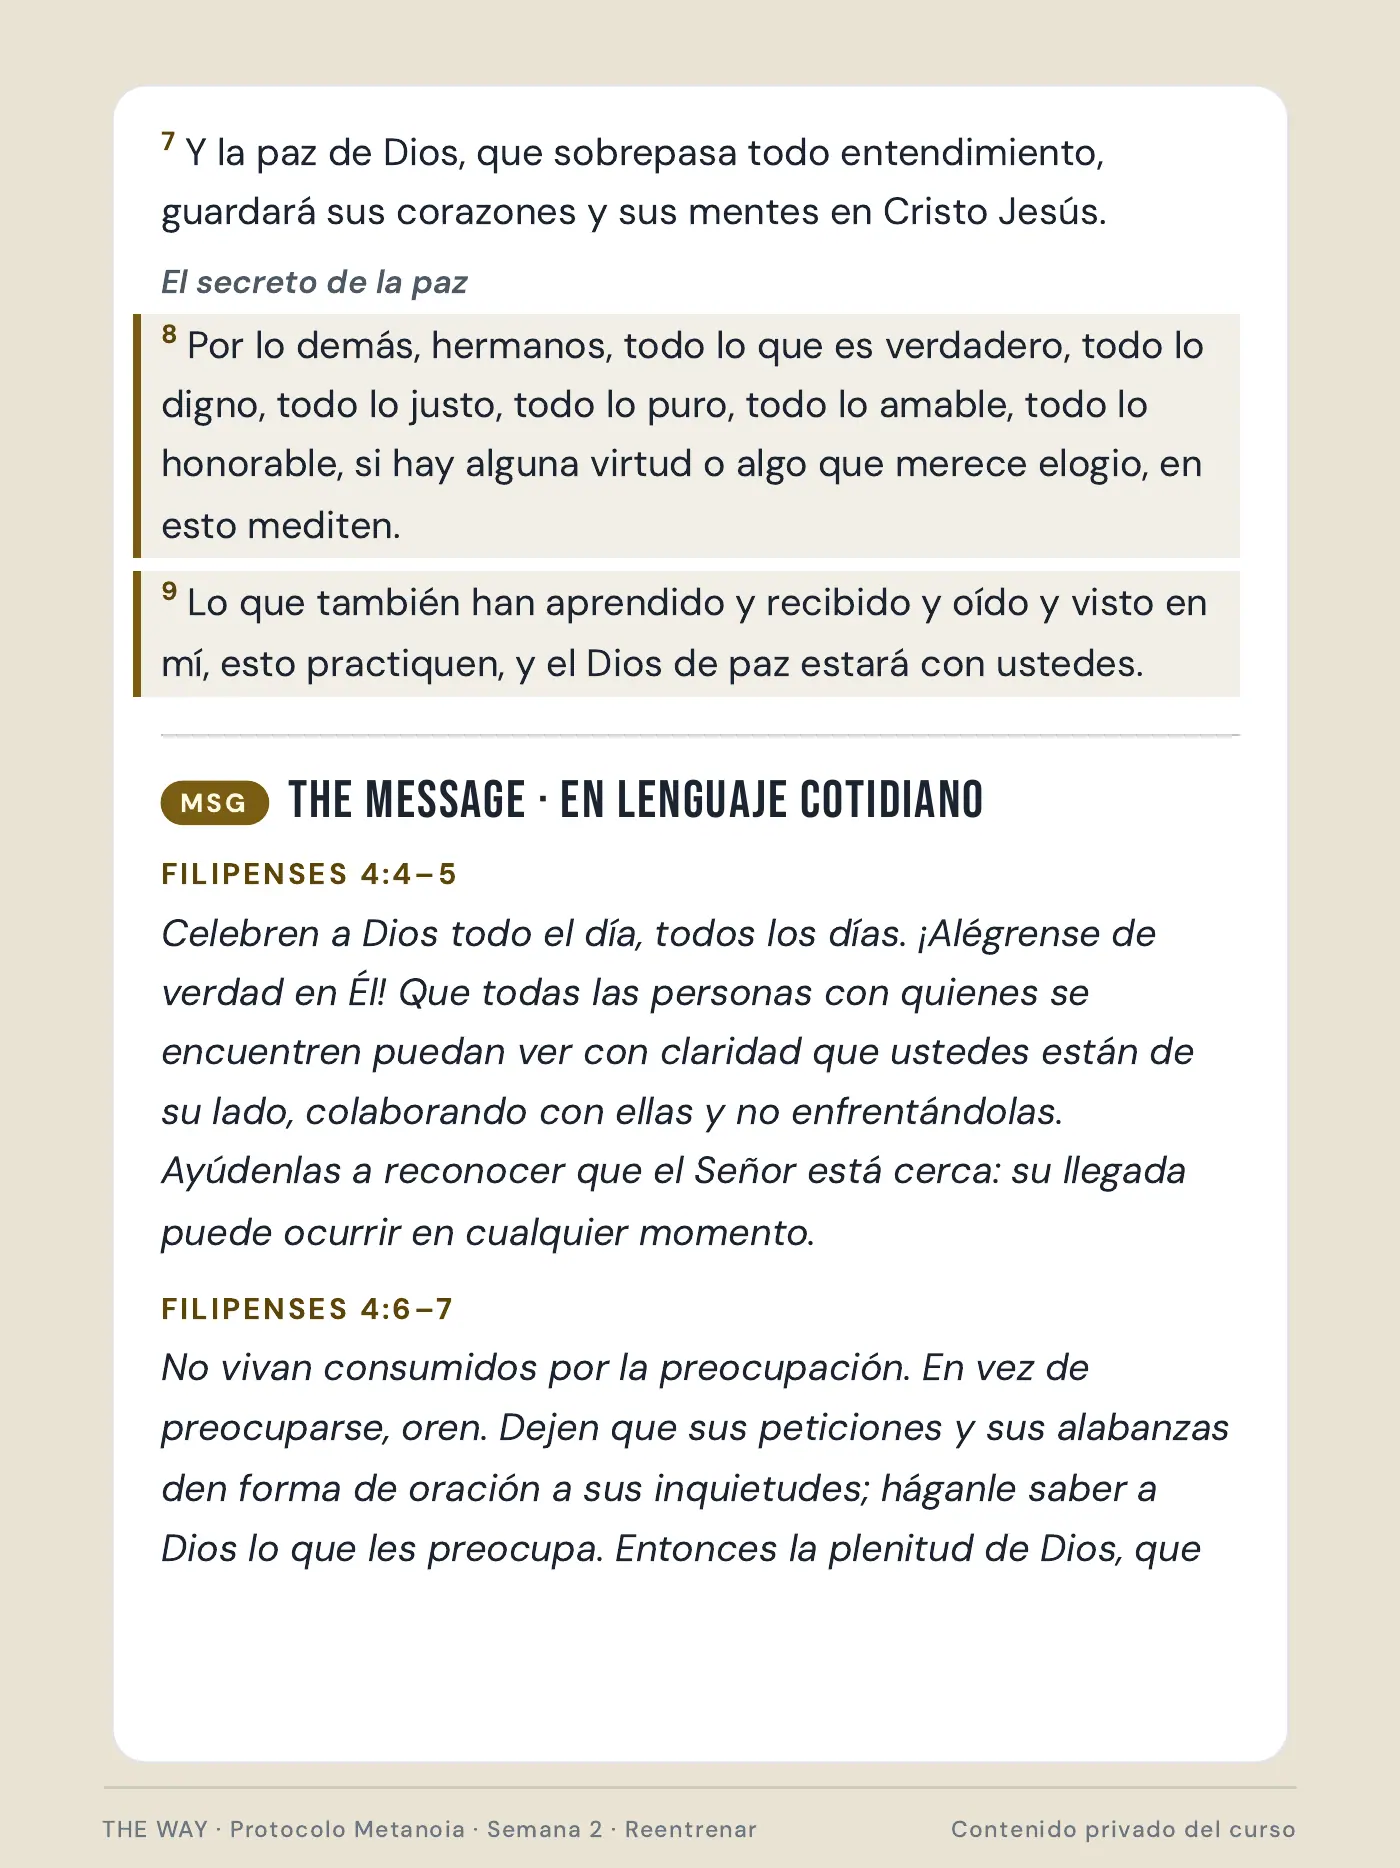 7 Y la paz de Dios, que sobrepasa todo entendimiento,
guardará sus corazones y sus mentes en Cristo Jesús.
El secreto de la paz
8 Por lo demás, hermanos, todo lo que es verdadero, todo lo
digno, todo lo justo, todo lo puro, todo lo amable, todo lo
honorable, si hay alguna virtud o algo que merece elogio, en
esto mediten.
9 Lo que también han aprendido y recibido y oído y visto en
mí, esto practiquen, y el Dios de paz estará con ustedes.
MSG THE MESSAGE · EN LENGUAJE COTIDIANO
FILIPENSES 4:4–5
Celebren a Dios todo el día, todos los días. ¡Alégrense de
verdad en Él! Que todas las personas con quienes se
encuentren puedan ver con claridad que ustedes están de
su lado, colaborando con ellas y no enfrentándolas.
Ayúdenlas a reconocer que el Señor está cerca: su llegada
puede ocurrir en cualquier momento.
FILIPENSES 4:6–7
No vivan consumidos por la preocupación. En vez de
preocuparse, oren. Dejen que sus peticiones y sus alabanzas
den forma de oración a sus inquietudes; háganle saber a
Dios lo que les preocupa. Entonces la plenitud de Dios, que
THE WAY · Protocolo Metanoia · Semana 2 · Reentrenar
Contenido privado del curso